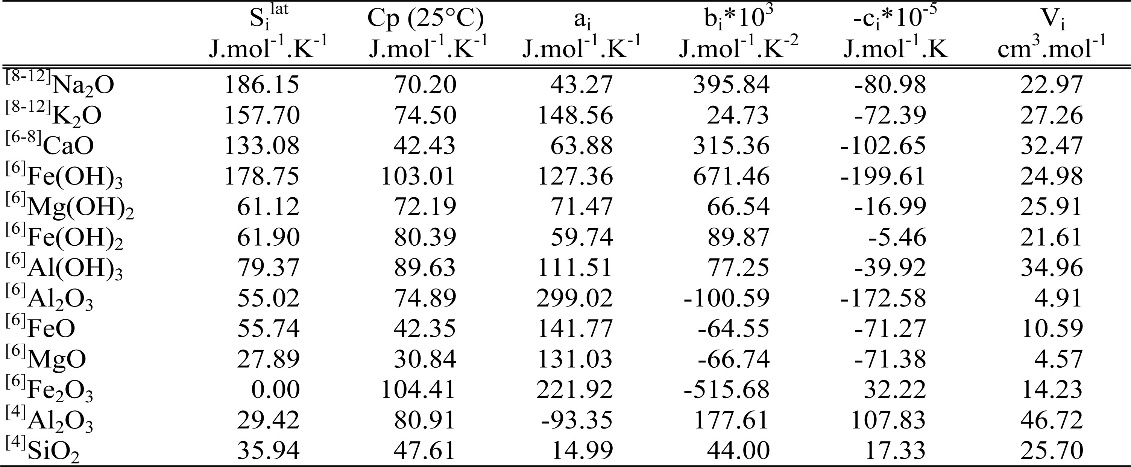 Sᵢˡᵃᵗ Cp (25°C) aᵢ bᵢ*10³ -cᵢ*10⁻⁵ Vᵢ
J.mol⁻¹.K⁻¹ J.mol⁻¹.K⁻¹ J.mol⁻¹.K⁻¹ J.mol⁻¹.K⁻² J.mol⁻¹.K cm³.mol⁻¹
[8-12]Na₂O 186.15 70.20 43.27 395.84 -80.98 22.97
[8-12]K₂O 157.70 74.50 148.56 24.73 -72.39 27.26
[6-8]CaO 133.08 42.43 63.88 315.36 -102.65 32.47
[6]Fe(OH)₃ 178.75 103.01 127.36 671.46 -199.61 24.98
[6]Mg(OH)₂ 61.12 72.19 71.47 66.54 -16.99 25.91
[6]Fe(OH)₂ 61.90 80.39 59.74 89.87 -5.46 21.61
[6]Al(OH)₃ 79.37 89.63 111.51 77.25 -39.92 34.96
[6]Al₂O₃ 55.02 74.89 299.02 -100.59 -172.58 4.91
[6]FeO 55.74 42.35 141.77 -64.55 -71.27 10.59
[6]MgO 27.89 30.84 131.03 -66.74 -71.38 4.57
[6]Fe₂O₃ 0.00 104.41 221.92 -515.68 32.22 14.23
[4]Al₂O₃ 29.42 80.91 -93.35 177.61 107.83 46.72
[4]SiO₂ 35.94 47.61 14.99 44.00 17.33 25.70